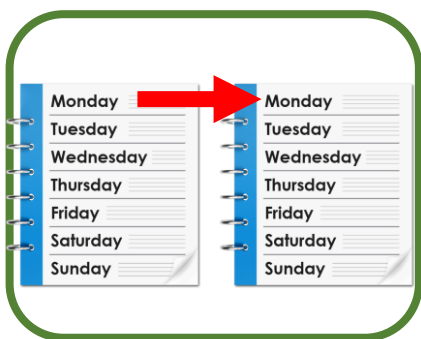 Monday
Tuesday
Wednesday
Thursday
Friday
Saturday
Sunday
Monday
Tuesday
Wednesday
Thursday
Friday
Saturday
Sunday